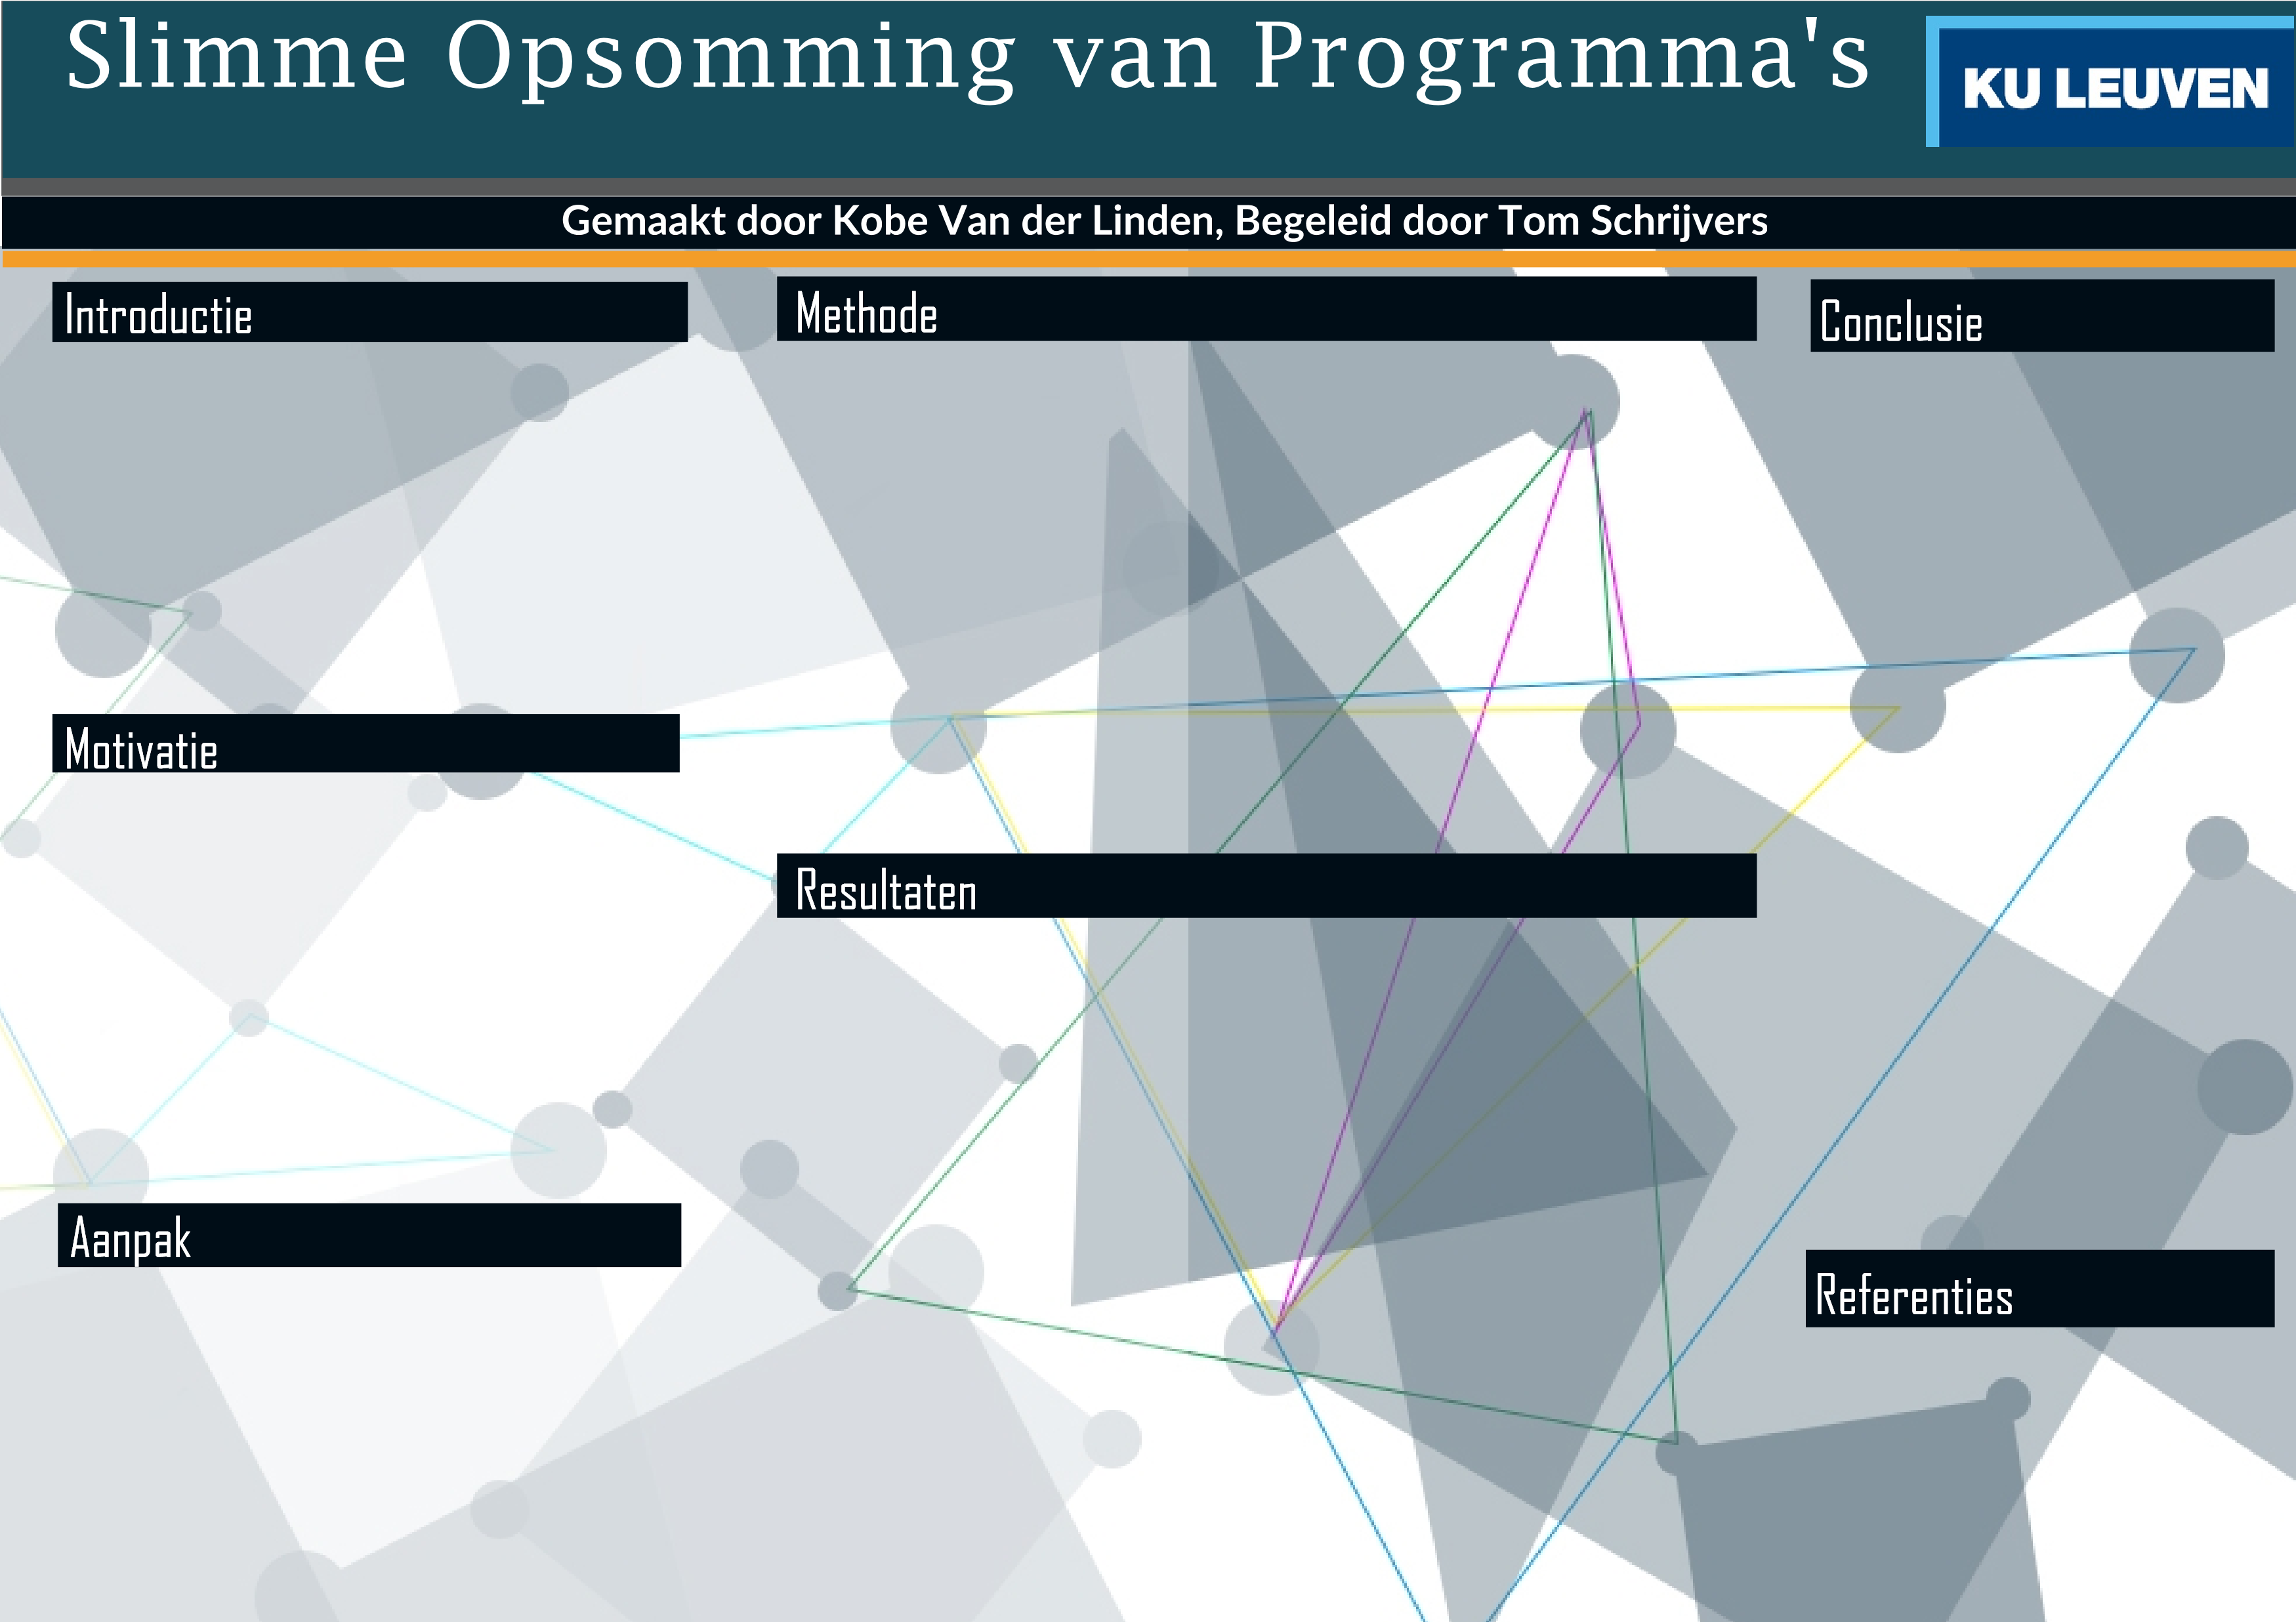 Slimme Opsomming van Programma's
KU LEUVEN
Gemaakt door Kobe Van der Linden, Begeleid door Tom Schrijvers
Introductie
Motivatie
Aanpak
Methode
Resultaten
Conclusie
Referenties